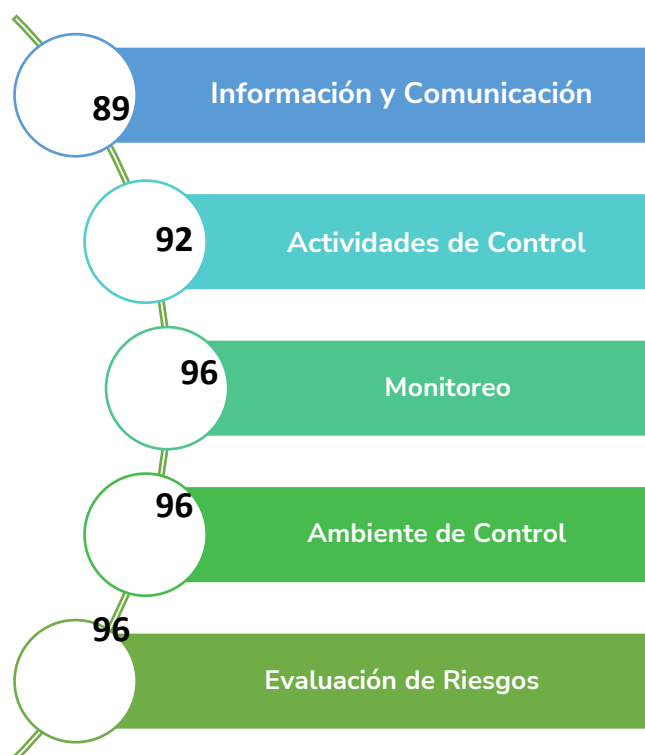 89
Información y Comunicación
92
Actividades de Control
96
Monitoreo
96
Ambiente de Control
96
Evaluación de Riesgos